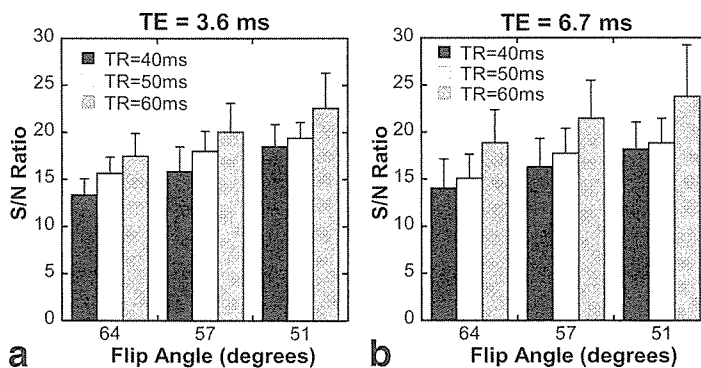 TE = 3.6 ms
30
25
20
15
10
5
0
S/N Ratio
TR=40ms
TR=50ms
TR=60ms
64
57
51
Flip Angle (degrees)
a
TE = 6.7 ms
30
25
20
15
10
5
0
S/N Ratio
TR=40ms
TR=50ms
TR=60ms
64
57
51
Flip Angle (degrees)
b